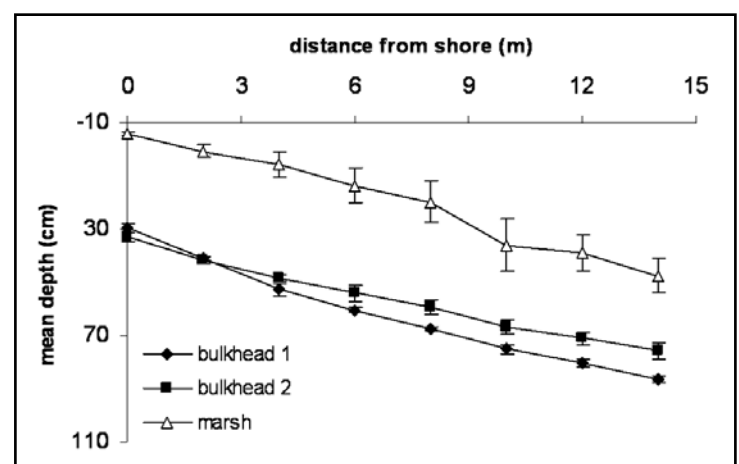 distance from shore (m)
0 3 6 9 12 15
-10
30
70
110
mean depth (cm)
bulkhead 1
bulkhead 2
marsh